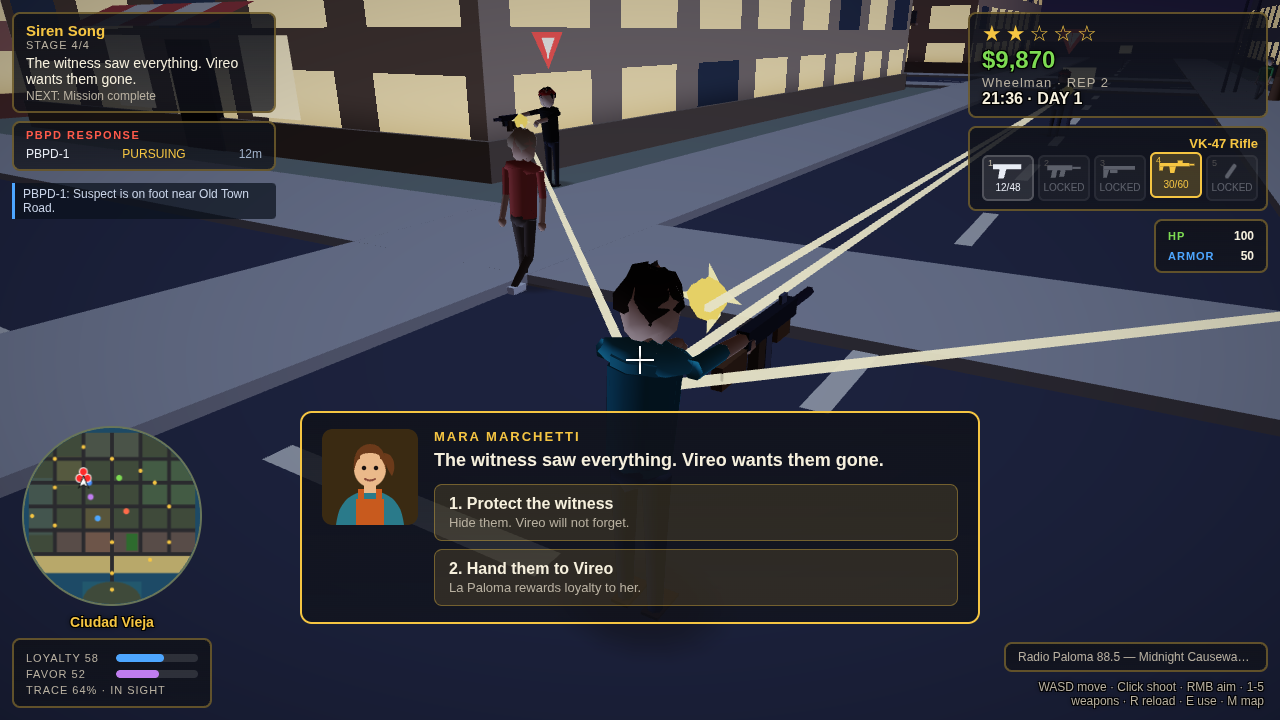 Siren Song
STAGE 4/4
The witness saw everything. Vireo
wants them gone.
NEXT: Mission complete
PBPD RESPONSE
PBPD-1 PURSUING 12m
PBPD-1: Suspect is on foot near Old Town
Road.
★★☆☆☆
$9,870
Wheelman · REP 2
21:36 · DAY 1
VK-47 Rifle
1 2 3 4 5
12/48 LOCKED LOCKED 30/60 LOCKED
HP 100
ARMOR 50
MARA MARCHETTI
The witness saw everything. Vireo wants them gone.
1. Protect the witness
Hide them. Vireo will not forget.
2. Hand them to Vireo
La Paloma rewards loyalty to her.
Ciudad Vieja
LOYALTY 58
FAVOR 52
TRACE 64% · IN SIGHT
Radio Paloma 88.5 — Midnight Causewa…
WASD move · Click shoot · RMB aim · 1-5
weapons · R reload · E use · M map